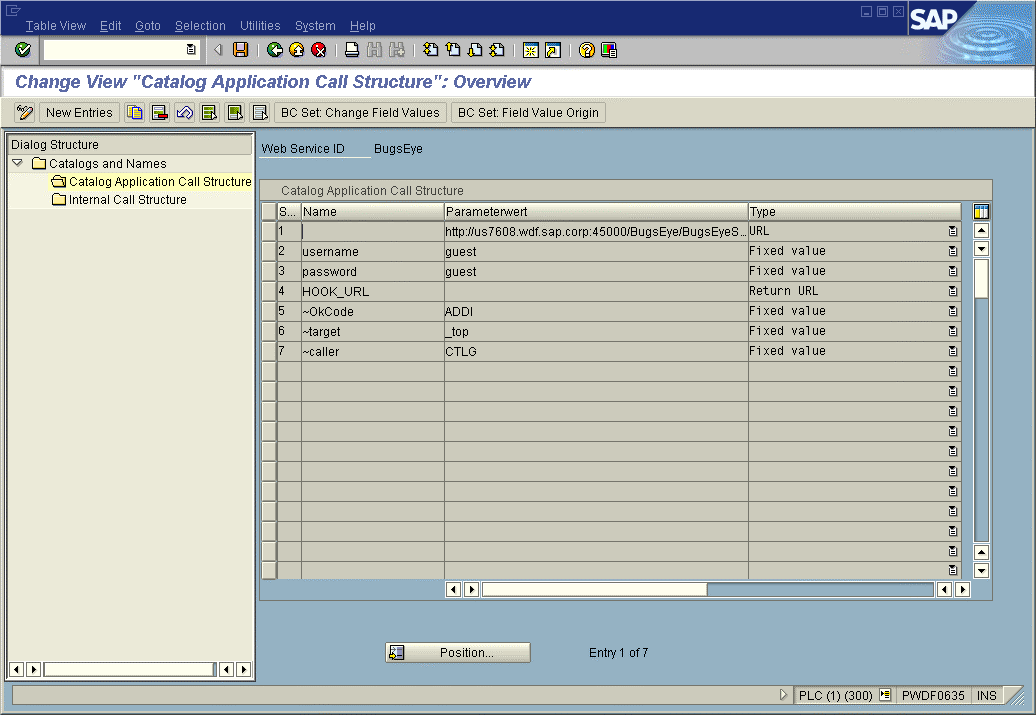 Table View Edit Goto Selection Utilities System Help
SAP
Change View "Catalog Application Call Structure": Overview
New Entries BC Set: Change Field Values BC Set: Field Value Origin
Dialog Structure
Catalogs and Names
Catalog Application Call Structure
Internal Call Structure
Web Service ID BugsEye
Catalog Application Call Structure
S... Name Parameterwert Type
1 http://us7608.wdf.sap.corp:45000/BugsEye/BugsEyeS... URL
2 username guest Fixed value
3 password guest Fixed value
4 HOOK_URL Return URL
5 ~OkCode ADDI Fixed value
6 ~target _top Fixed value
7 ~caller CTLG Fixed value
Position... Entry 1 of 7
PLC (1) (300) PWDF0635 INS